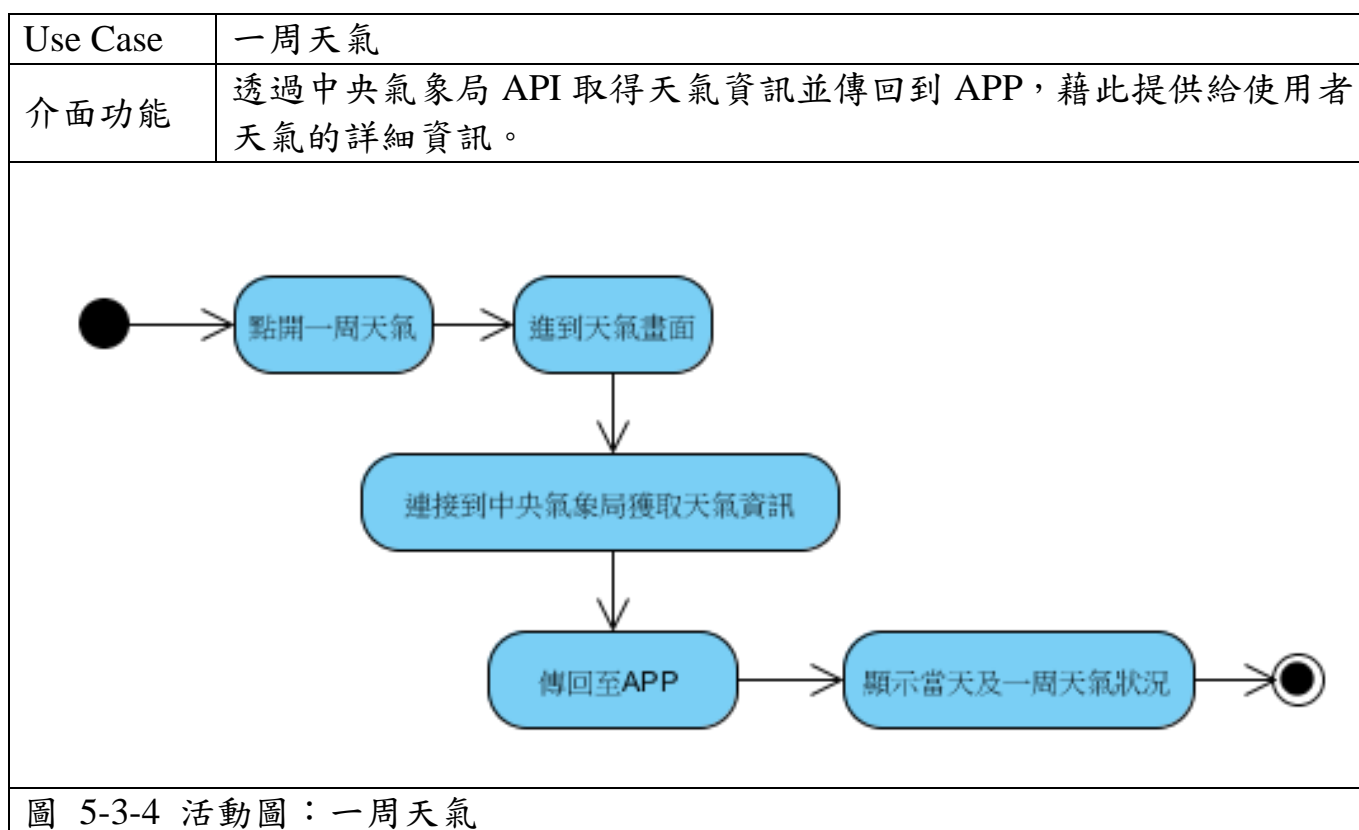 Use Case
一周天氣
介面功能
透過中央氣象局 API 取得天氣資訊並傳回到 APP，藉此提供給使用者
天氣的詳細資訊。
點開一周天氣
進到天氣畫面
連接到中央氣象局獲取天氣資訊
傳回至APP
顯示當天及一周天氣狀況
圖 5-3-4 活動圖：一周天氣